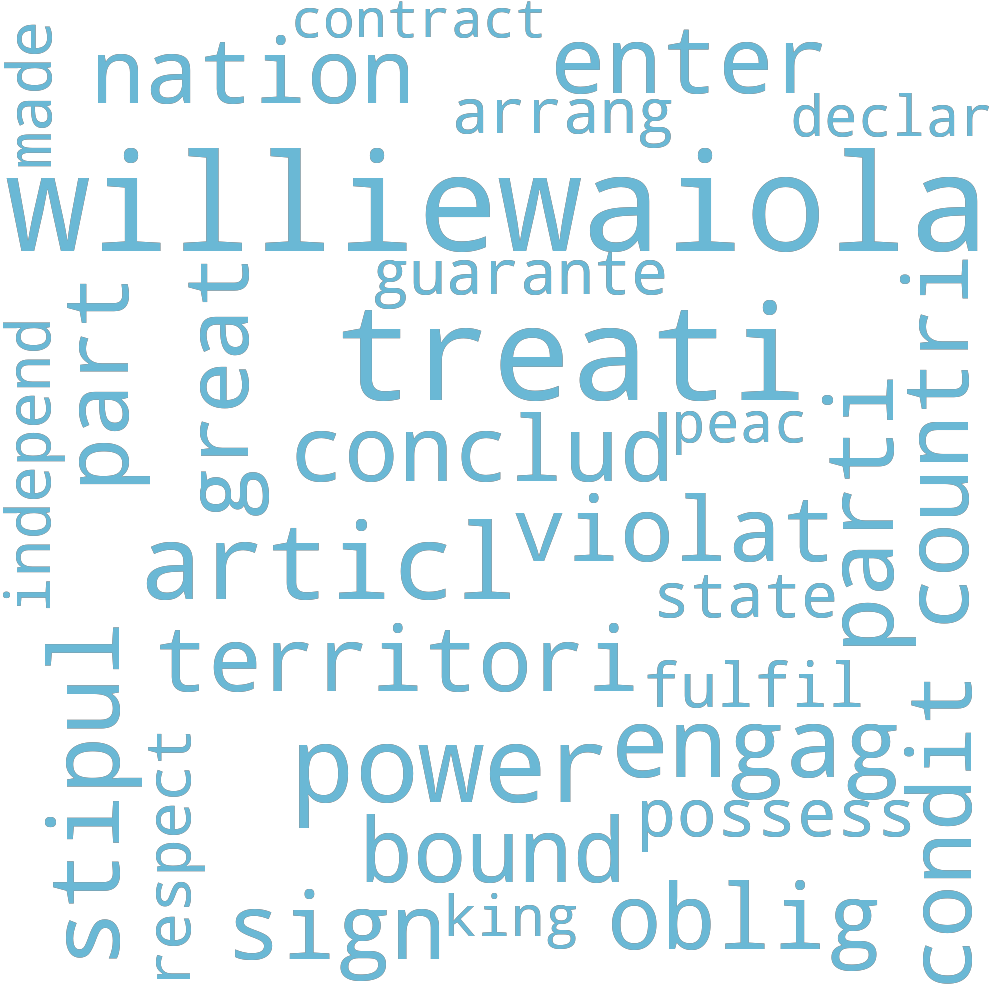 contract
made
nation
enter
arrang
declar
williewaiola
guarante
great
part
treati
countri
independ
parti
peac
conclud
violat
articl
state
territori
stipul
fulfil
condit
engag
power
respect
possess
bound
oblig
sign
king